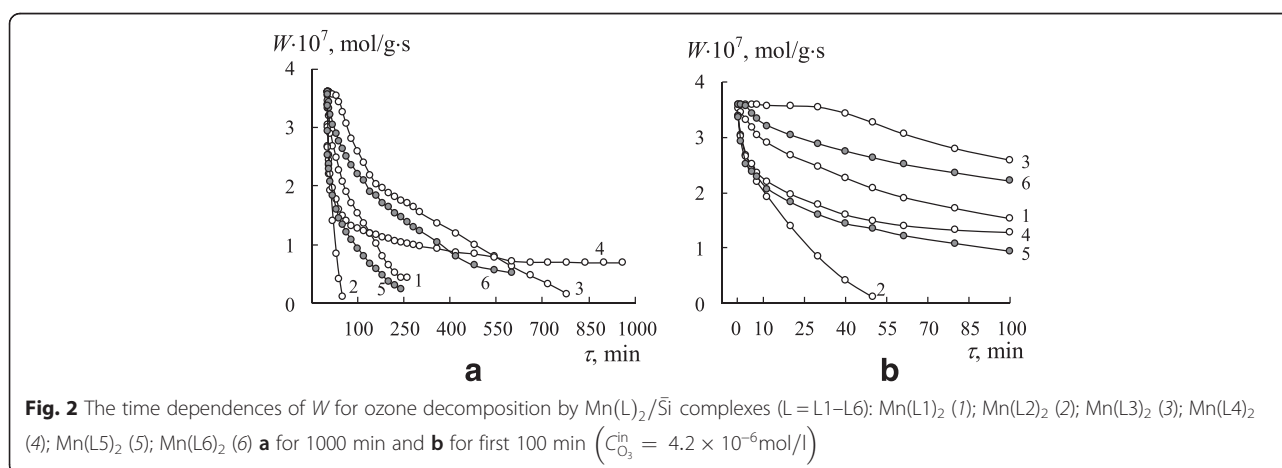 W·10⁷, mol/g·s
4
3
2
1
0
100 250 400 550 700 850 1000
τ, min
2
5
1
6
3
4
a
W·10⁷, mol/g·s
4
3
2
1
0
0 10 25 40 55 70 85 100
τ, min
3
6
1
4
5
2
b
Fig. 2 The time dependences of W for ozone decomposition by Mn(L)₂/S̄i complexes (L = L1–L6): Mn(L1)₂ (1); Mn(L2)₂ (2); Mn(L3)₂ (3); Mn(L4)₂
(4); Mn(L5)₂ (5); Mn(L6)₂ (6) a for 1000 min and b for first 100 min (C^in_O₃ = 4.2 × 10⁻⁶mol/l)